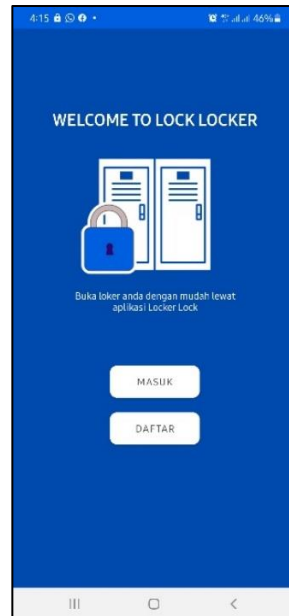 4:15
46%
WELCOME TO LOCK LOCKER
Buka loker anda dengan mudah lewat
aplikasi Locker Lock
MASUK
DAFTAR